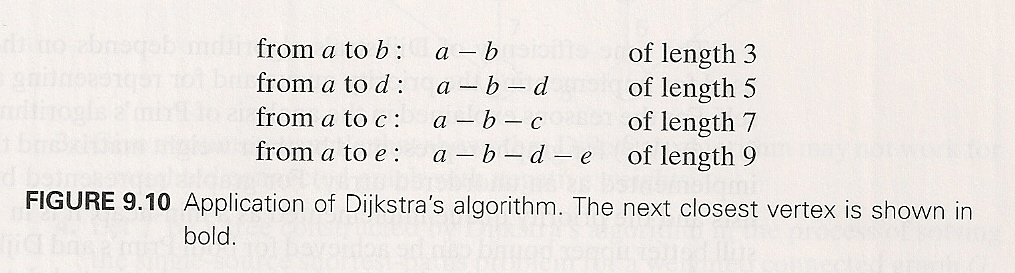 from a to b : a – b of length 3
from a to d : a – b – d of length 5
from a to c : a – b – c of length 7
from a to e : a – b – d – e of length 9
FIGURE 9.10 Application of Dijkstra's algorithm. The next closest vertex is shown in
bold.